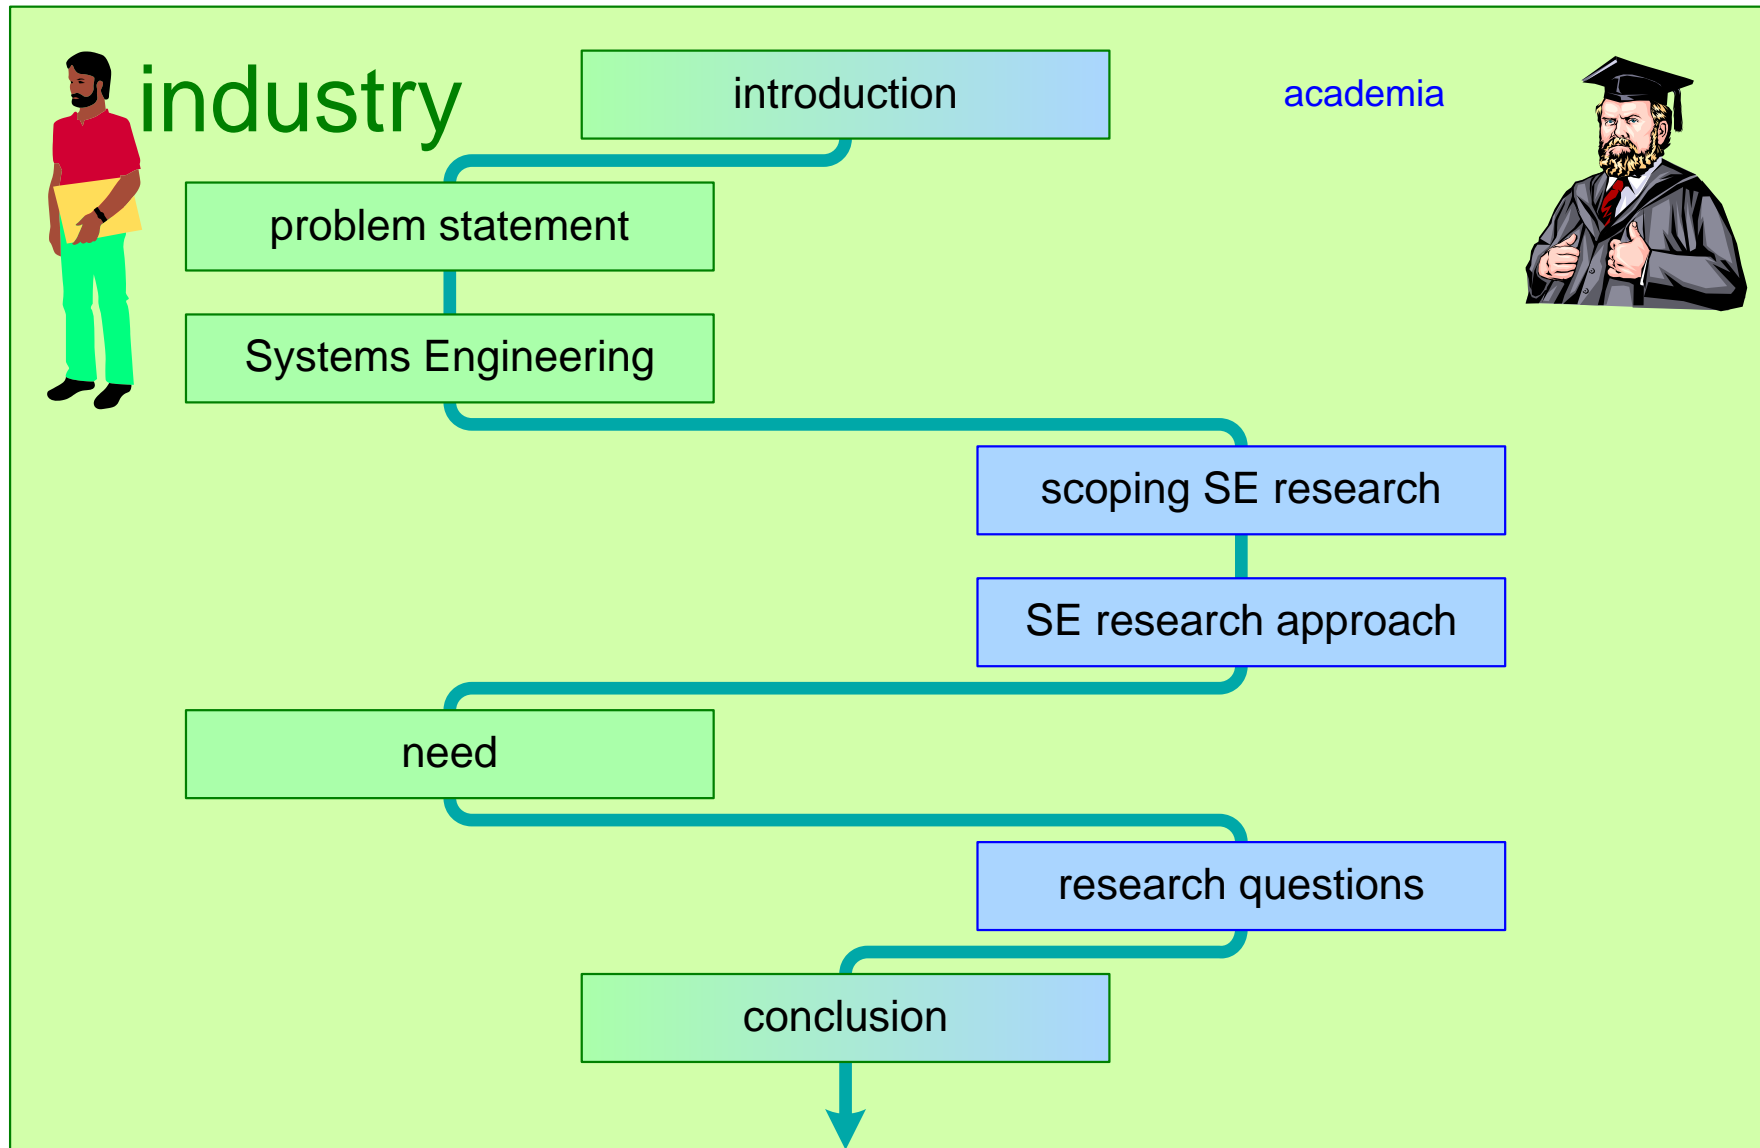 industry
introduction
academia
problem statement
Systems Engineering
scoping SE research
SE research approach
need
research questions
conclusion